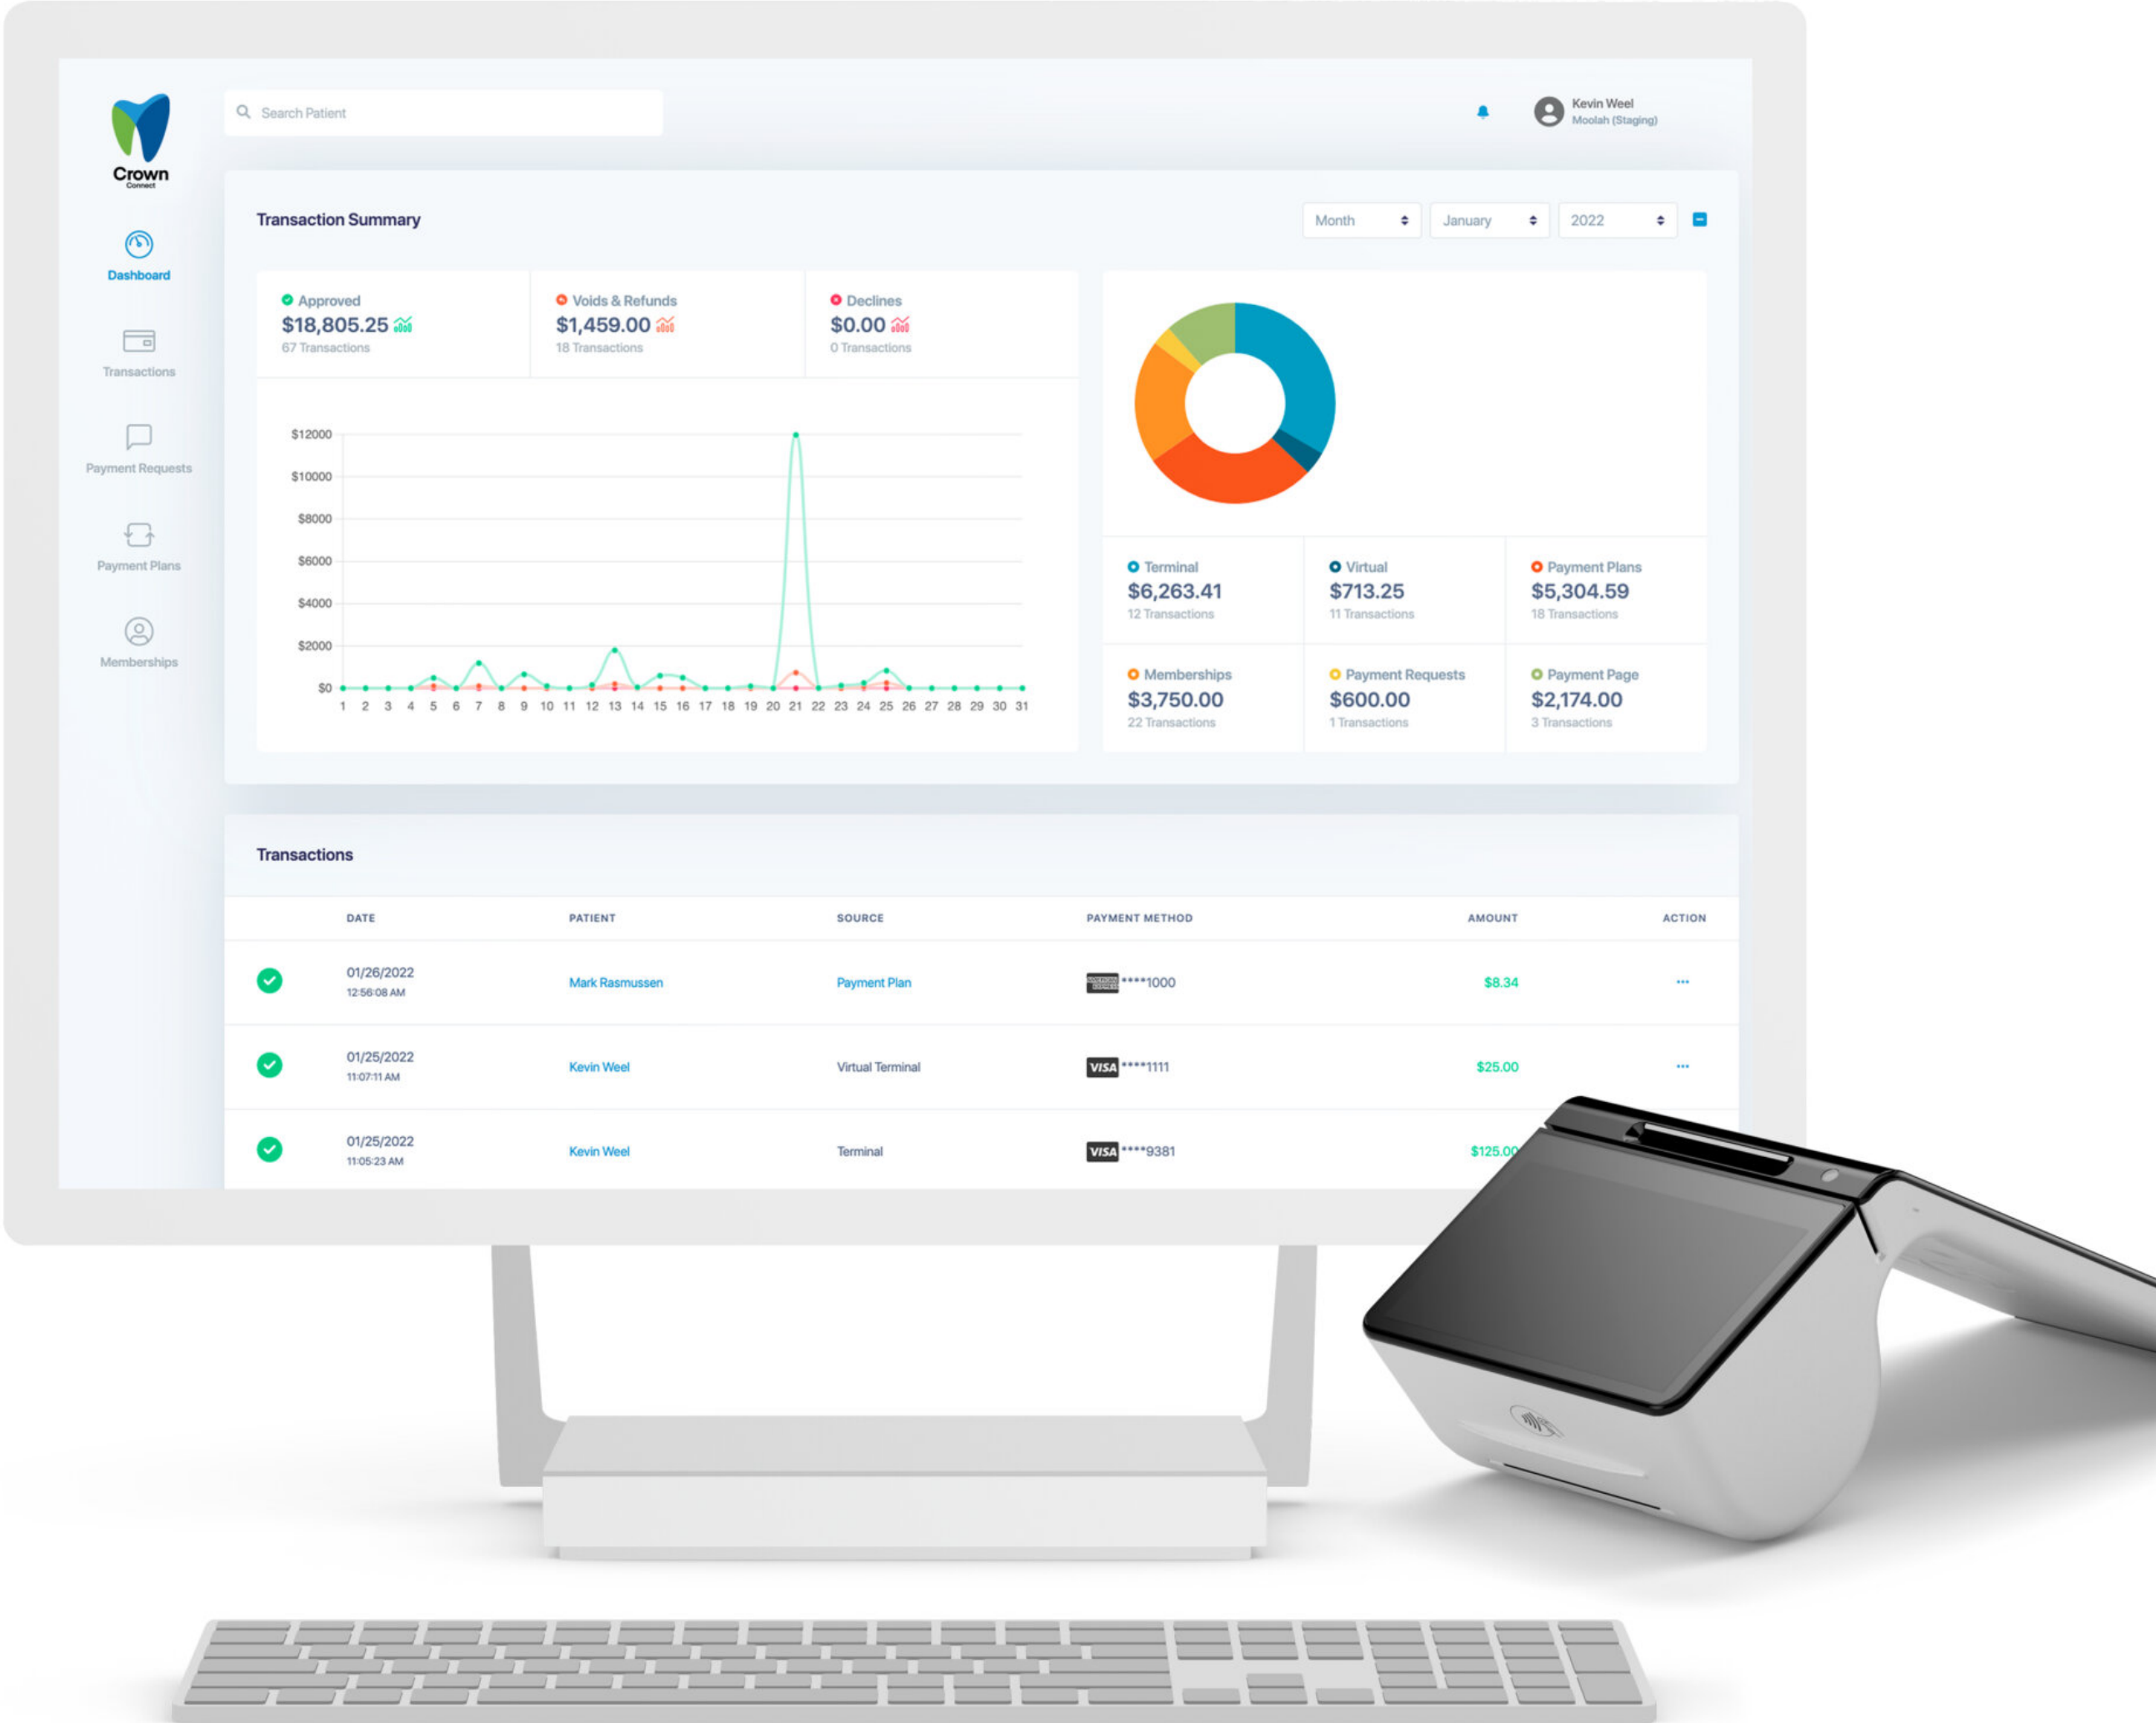 Crown
Connect
Search Patient
Kevin Weel
Moolah (Staging)
Dashboard
Transactions
Payment Requests
Payment Plans
Memberships
Transaction Summary
Month
January
2022
Approved
$18,805.25
67 Transactions
Voids & Refunds
$1,459.00
18 Transactions
Declines
$0.00
0 Transactions
$12000
$10000
$8000
$6000
$4000
$2000
$0
1 2 3 4 5 6 7 8 9 10 11 12 13 14 15 16 17 18 19 20 21 22 23 24 25 26 27 28 29 30 31
Terminal
$6,263.41
12 Transactions
Virtual
$713.25
11 Transactions
Payment Plans
$5,304.59
18 Transactions
Memberships
$3,750.00
22 Transactions
Payment Requests
$600.00
1 Transactions
Payment Page
$2,174.00
3 Transactions
Transactions
DATE PATIENT SOURCE PAYMENT METHOD AMOUNT ACTION
01/26/2022
12:56:08 AM
Mark Rasmussen
Payment Plan
AMERICAN EXPRESS ****1000
$8.34
01/25/2022
11:07:11 AM
Kevin Weel
Virtual Terminal
VISA ****1111
$25.00
01/25/2022
11:05:23 AM
Kevin Weel
Terminal
VISA ****9381
$125.00